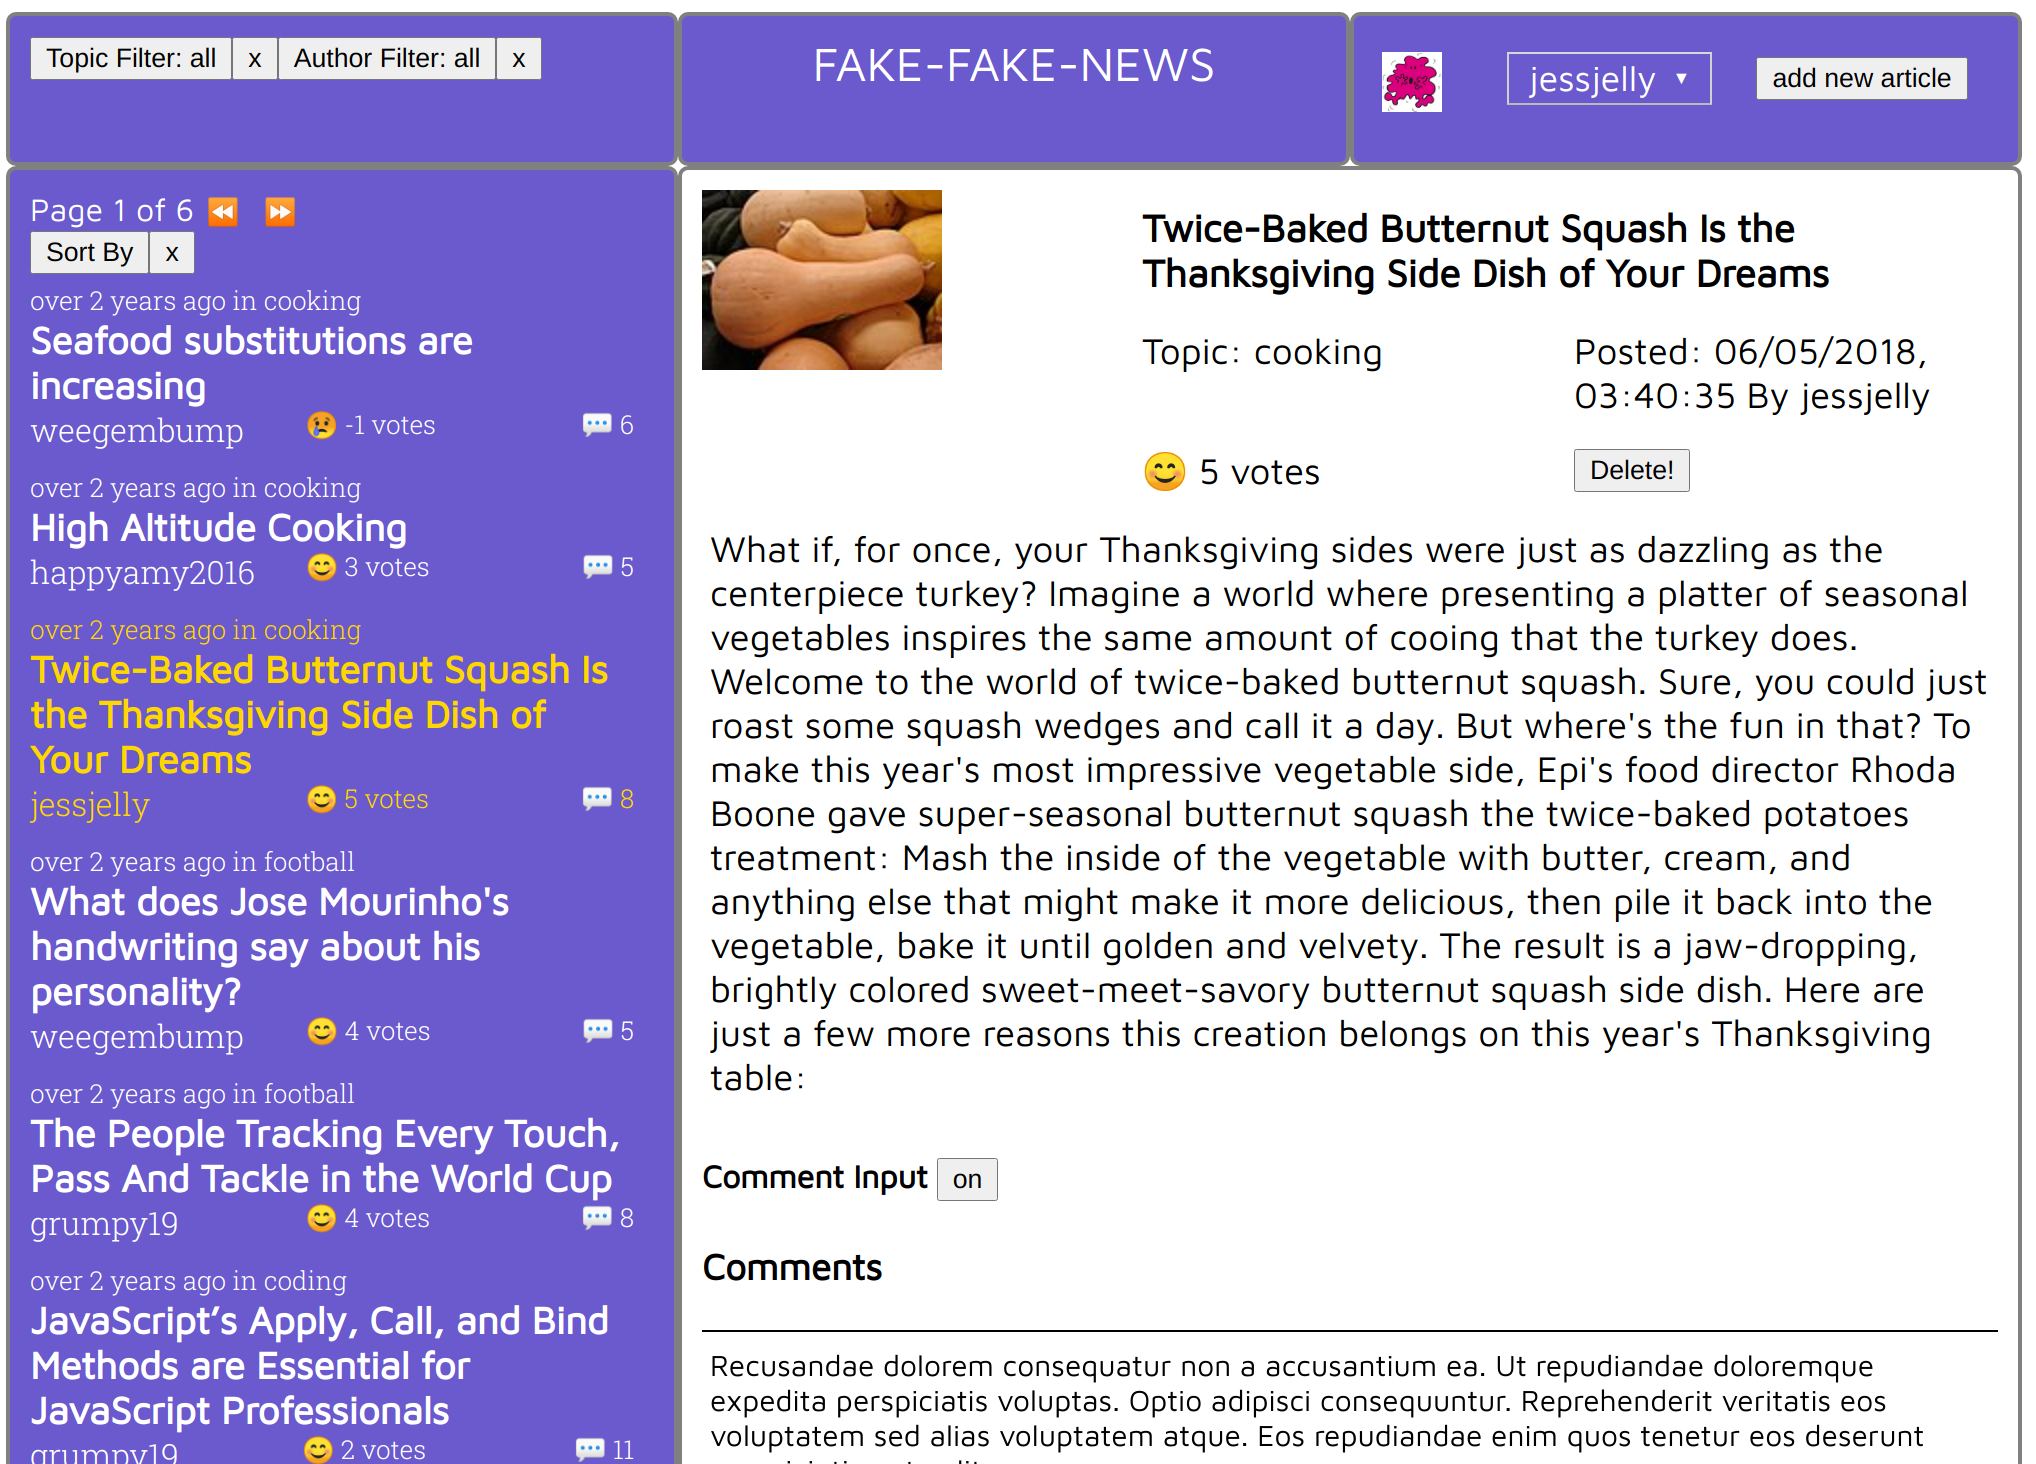 Topic Filter: all x Author Filter: all x
FAKE-FAKE-NEWS
jessjelly ▼ add new article
Page 1 of 6 ⏪ ⏩
Sort By x
over 2 years ago in cooking
Seafood substitutions are
increasing
weegembump 😢 -1 votes 💬 6
over 2 years ago in cooking
High Altitude Cooking
happyamy2016 😊 3 votes 💬 5
over 2 years ago in cooking
Twice-Baked Butternut Squash Is
the Thanksgiving Side Dish of
Your Dreams
jessjelly 😊 5 votes 💬 8
over 2 years ago in football
What does Jose Mourinho's
handwriting say about his
personality?
weegembump 😊 4 votes 💬 5
over 2 years ago in football
The People Tracking Every Touch,
Pass And Tackle in the World Cup
grumpy19 😊 4 votes 💬 8
over 2 years ago in coding
JavaScript’s Apply, Call, and Bind
Methods are Essential for
JavaScript Professionals
grumpy19 😊 2 votes 💬 11
Twice-Baked Butternut Squash Is the
Thanksgiving Side Dish of Your Dreams
Topic: cooking
Posted: 06/05/2018,
03:40:35 By jessjelly
😊 5 votes
Delete!
What if, for once, your Thanksgiving sides were just as dazzling as the
centerpiece turkey? Imagine a world where presenting a platter of seasonal
vegetables inspires the same amount of cooing that the turkey does.
Welcome to the world of twice-baked butternut squash. Sure, you could just
roast some squash wedges and call it a day. But where's the fun in that? To
make this year's most impressive vegetable side, Epi's food director Rhoda
Boone gave super-seasonal butternut squash the twice-baked potatoes
treatment: Mash the inside of the vegetable with butter, cream, and
anything else that might make it more delicious, then pile it back into the
vegetable, bake it until golden and velvety. The result is a jaw-dropping,
brightly colored sweet-meet-savory butternut squash side dish. Here are
just a few more reasons this creation belongs on this year's Thanksgiving
table:
Comment Input on
Comments
Recusandae dolorem consequatur non a accusantium ea. Ut repudiandae doloremque
expedita perspiciatis voluptas. Optio adipisci consequuntur. Reprehenderit veritatis eos
voluptatem sed alias voluptatem atque. Eos repudiandae enim quos tenetur eos deserunt